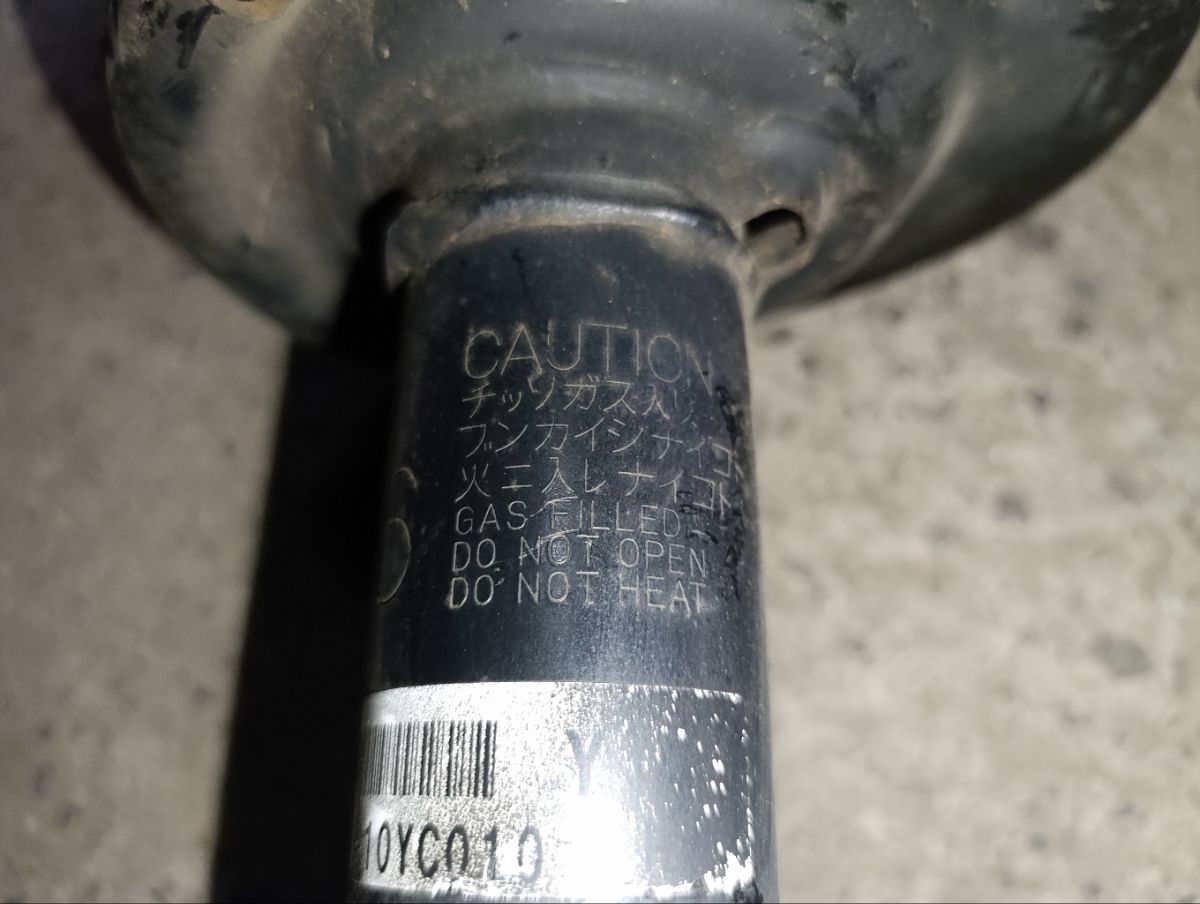 CAUTION
チッソガス入リ
ブンカイシナイコト
火ニ入レナイコト
GAS FILLED
DO NOT OPEN
DO NOT HEAT
Y
10YC010